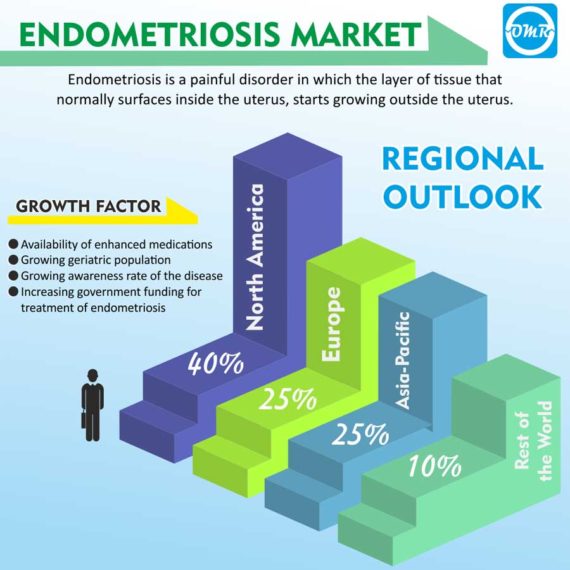 ENDOMETRIOSIS MARKET
OMR
Endometriosis is a painful disorder in which the layer of tissue that
normally surfaces inside the uterus, starts growing outside the uterus.
REGIONAL
OUTLOOK
GROWTH FACTOR
Availability of enhanced medications
Growing geriatric population
Growing awareness rate of the disease
Increasing government funding for
treatment of endometriosis
North America
40%
Europe
25%
Asia-Pacific
25%
Rest of
the World
10%